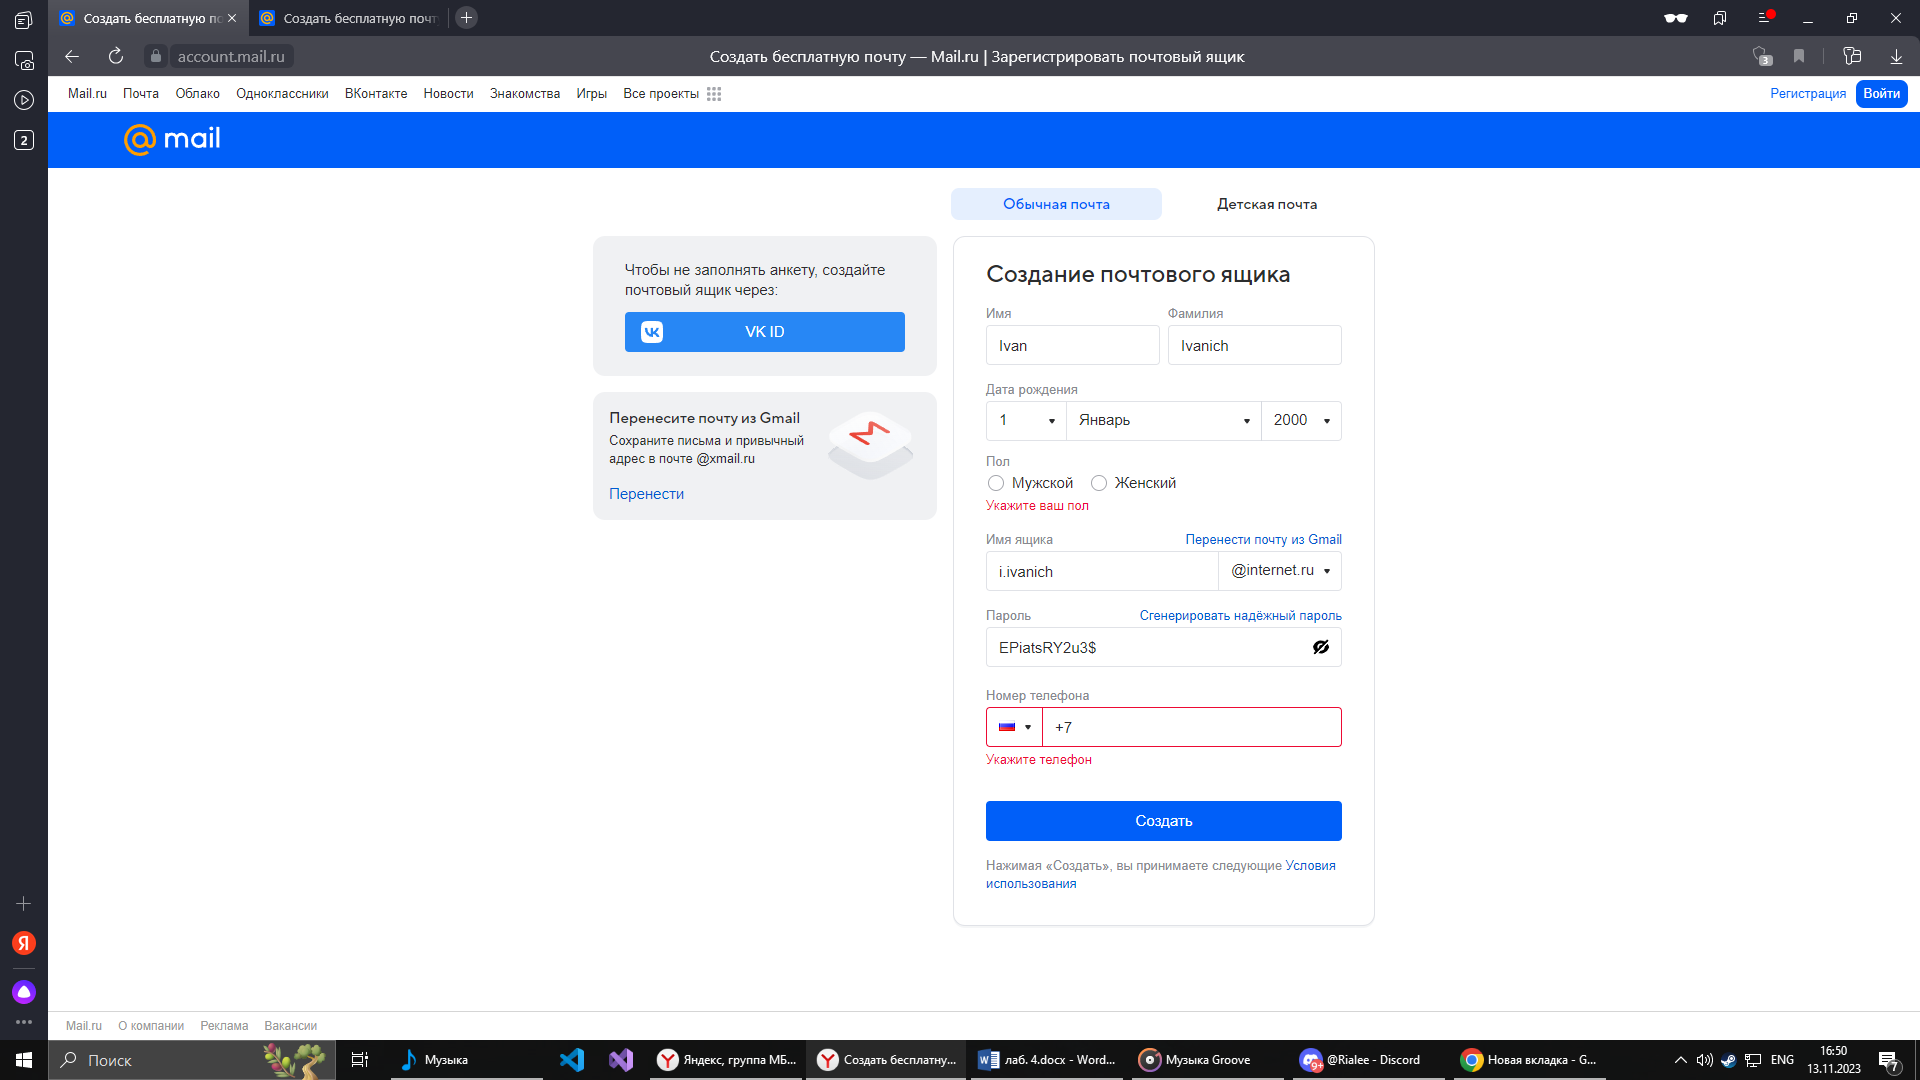 Создать бесплатную по
Создать бесплатную почт
account.mail.ru
Создать бесплатную почту — Mail.ru | Зарегистрировать почтовый ящик
3
2
Mail.ru Почта Облако Одноклассники ВКонтакте Новости Знакомства Игры Все проекты
Регистрация Войти
@mail
Обычная почта Детская почта
Чтобы не заполнять анкету, создайте
почтовый ящик через:
VK ID
Перенесите почту из Gmail
Сохраните письма и привычный
адрес в почте @xmail.ru
Перенести
Создание почтового ящика
Имя Фамилия
Ivan Ivanich
Дата рождения
1 Январь 2000
Пол
Мужской Женский
Укажите ваш пол
Имя ящика Перенести почту из Gmail
i.ivanich @internet.ru
Пароль Сгенерировать надёжный пароль
EPiatsRY2u3$
Номер телефона
+7
Укажите телефон
Создать
Нажимая «Создать», вы принимаете следующие Условия
использования
Я
Mail.ru О компании Реклама Вакансии
Поиск
Музыка
Яндекс, группа МБ...
Создать бесплатну...
лаб. 4.docx - Word...
Музыка Groove
9+
@Rialee - Discord
Новая вкладка - G...
ENG
16:50
13.11.2023
7